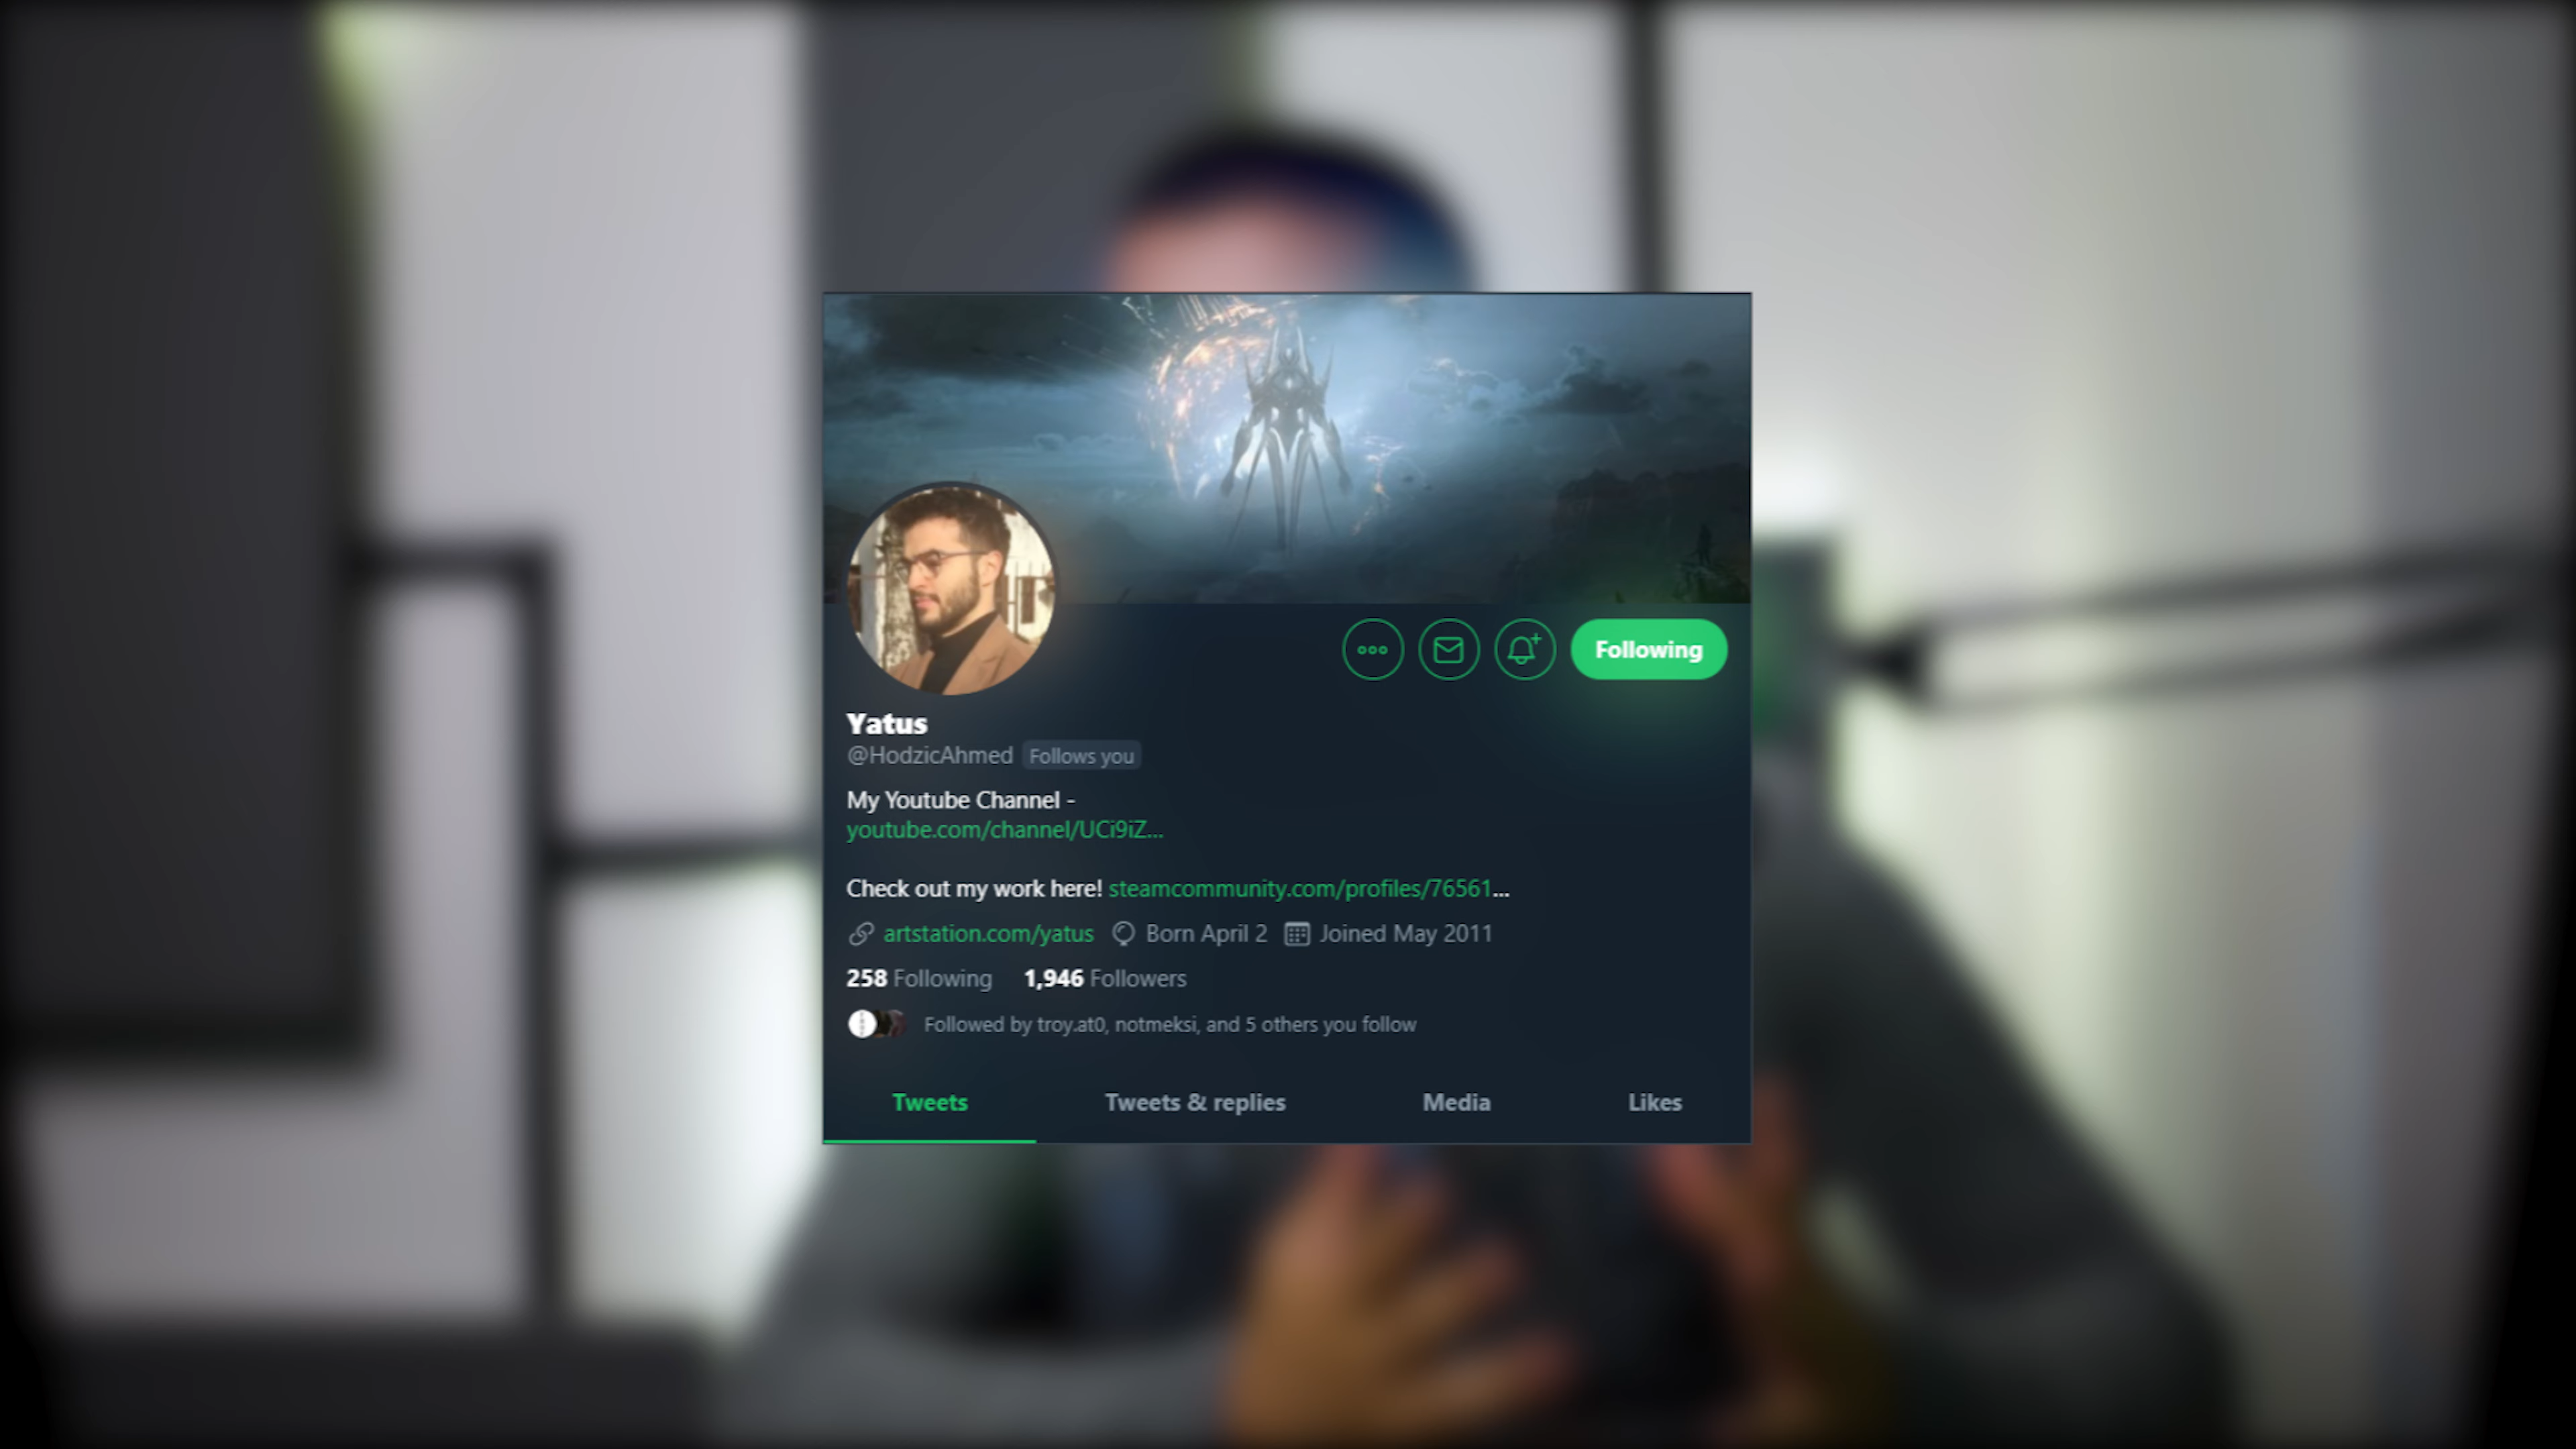 Following
Yatus
@HodzicAhmed Follows you
My Youtube Channel -
youtube.com/channel/UCi9iZ...
Check out my work here! steamcommunity.com/profiles/76561...
artstation.com/yatus Born April 2 Joined May 2011
258 Following 1,946 Followers
Followed by troy.at0, notmeksi, and 5 others you follow
Tweets Tweets & replies Media Likes